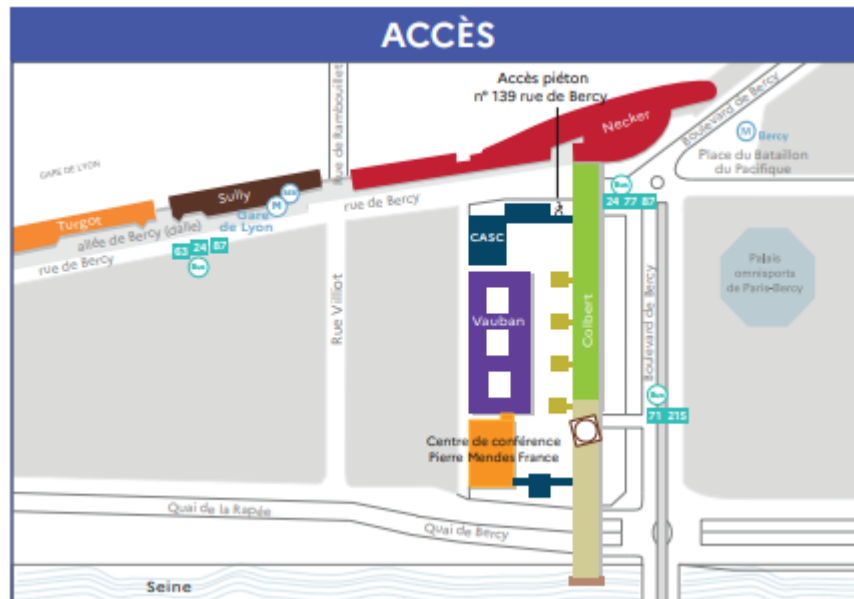 ACCÈS
Accès piéton
n° 139 rue de Bercy
Rue de Rambouillet
Necker
Boulevard de Bercy
M Bercy
Place du Bataillon
du Pacifique
GARE DE LYON
Sully
RER
M
Gare
de Lyon
rue de Bercy
Bus
24 77 87
Turgot
allée de Bercy (dalle)
rue de Bercy
63 24 87
Bus
CASC
Vauban
Colbert
Rue Villiot
Boulevard de Bercy
Palais
omnisports
de Paris-Bercy
Bus
71 215
Centre de conférence
Pierre Mendes France
Quai de la Rapée
Quai de Bercy
Seine